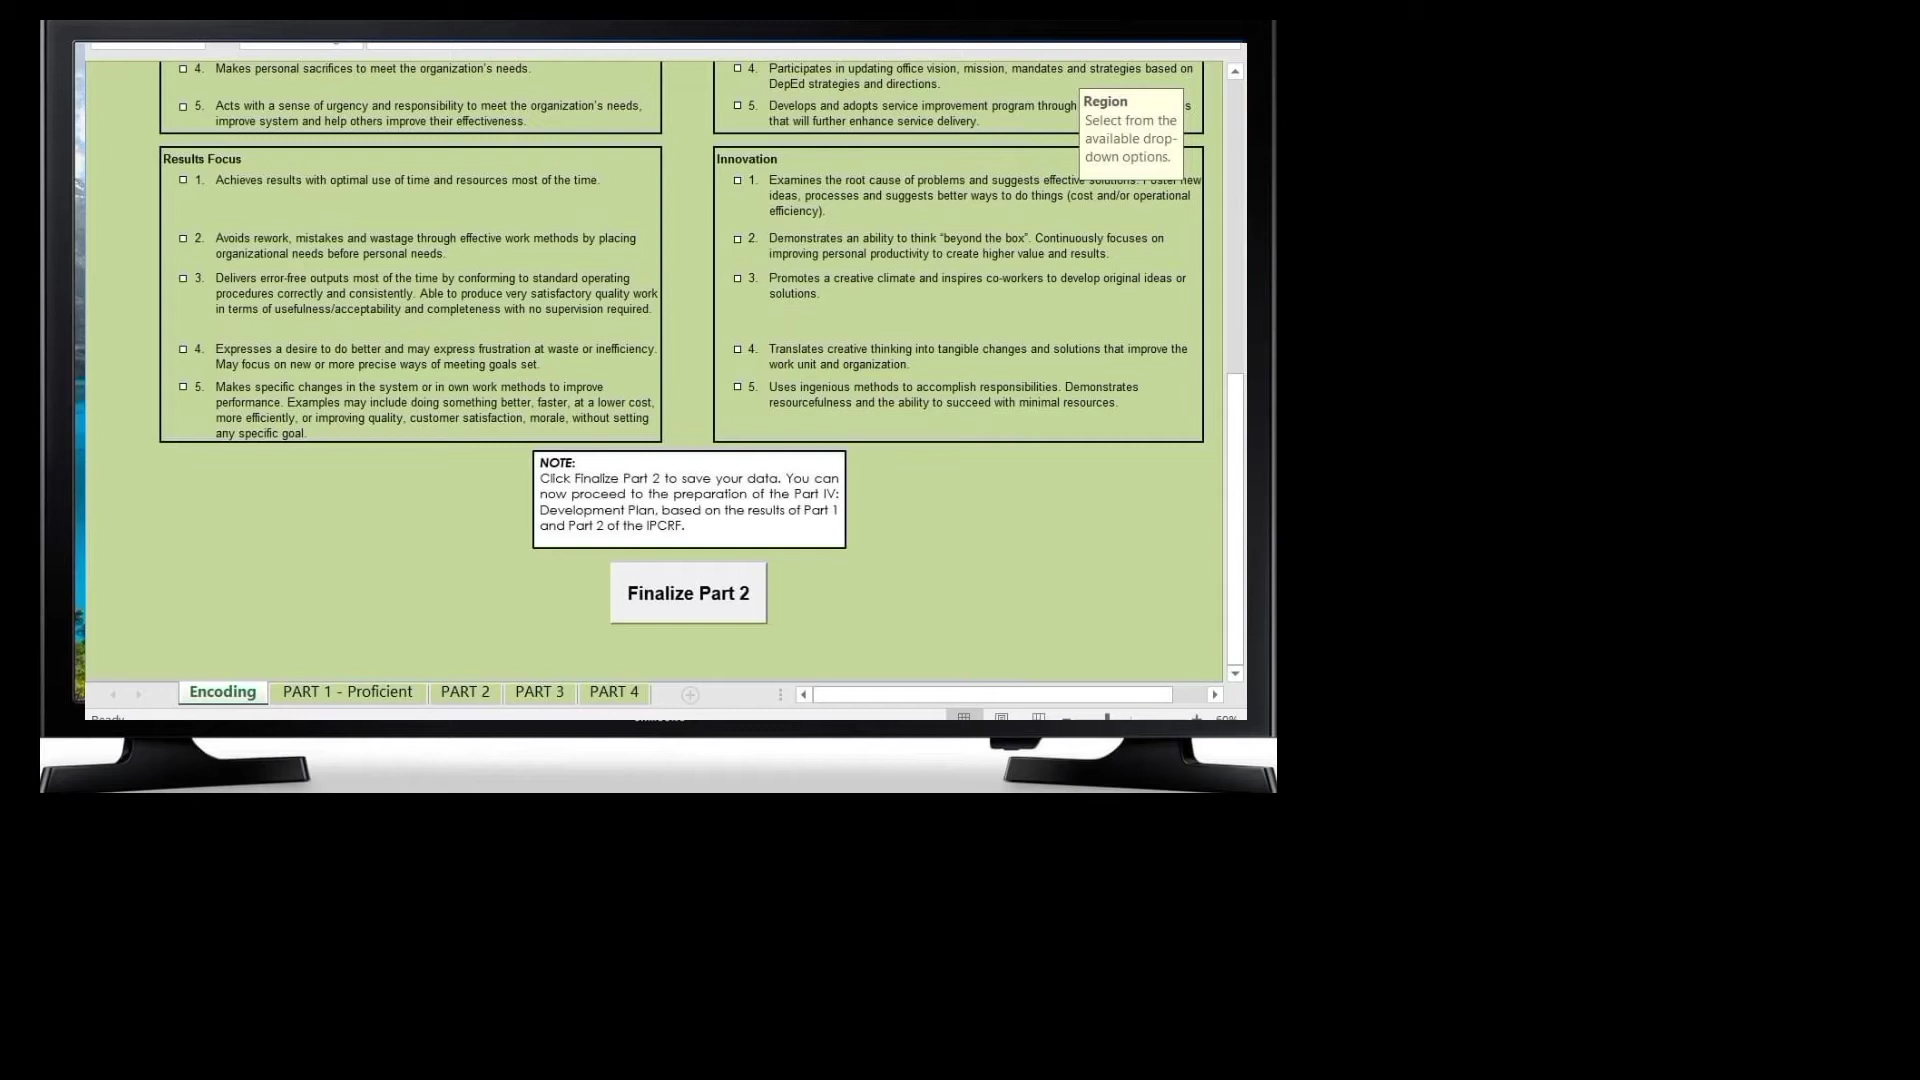 4. Makes personal sacrifices to meet the organization's needs.
5. Acts with a sense of urgency and responsibility to meet the organization's needs,
improve system and help others improve their effectiveness.
4. Participates in updating office vision, mission, mandates and strategies based on
DepEd strategies and directions.
5. Develops and adopts service improvement program through
that will further enhance service delivery.
Region
Select from the
available drop-
down options.
Results Focus
1. Achieves results with optimal use of time and resources most of the time.
2. Avoids rework, mistakes and wastage through effective work methods by placing
organizational needs before personal needs.
3. Delivers error-free outputs most of the time by conforming to standard operating
procedures correctly and consistently. Able to produce very satisfactory quality work
in terms of usefulness/acceptability and completeness with no supervision required.
4. Expresses a desire to do better and may express frustration at waste or inefficiency.
May focus on new or more precise ways of meeting goals set.
5. Makes specific changes in the system or in own work methods to improve
performance. Examples may include doing something better, faster, at a lower cost,
more efficiently, or improving quality, customer satisfaction, morale, without setting
any specific goal.
Innovation
1. Examines the root cause of problems and suggests effective solutions. Foster new
ideas, processes and suggests better ways to do things (cost and/or operational
efficiency).
2. Demonstrates an ability to think “beyond the box”. Continuously focuses on
improving personal productivity to create higher value and results.
3. Promotes a creative climate and inspires co-workers to develop original ideas or
solutions.
4. Translates creative thinking into tangible changes and solutions that improve the
work unit and organization.
5. Uses ingenious methods to accomplish responsibilities. Demonstrates
resourcefulness and the ability to succeed with minimal resources.
NOTE:
Click Finalize Part 2 to save your data. You can
now proceed to the preparation of the Part IV:
Development Plan, based on the results of Part 1
and Part 2 of the IPCRF.
Finalize Part 2
Encoding PART 1 - Proficient PART 2 PART 3 PART 4
Ready
60%